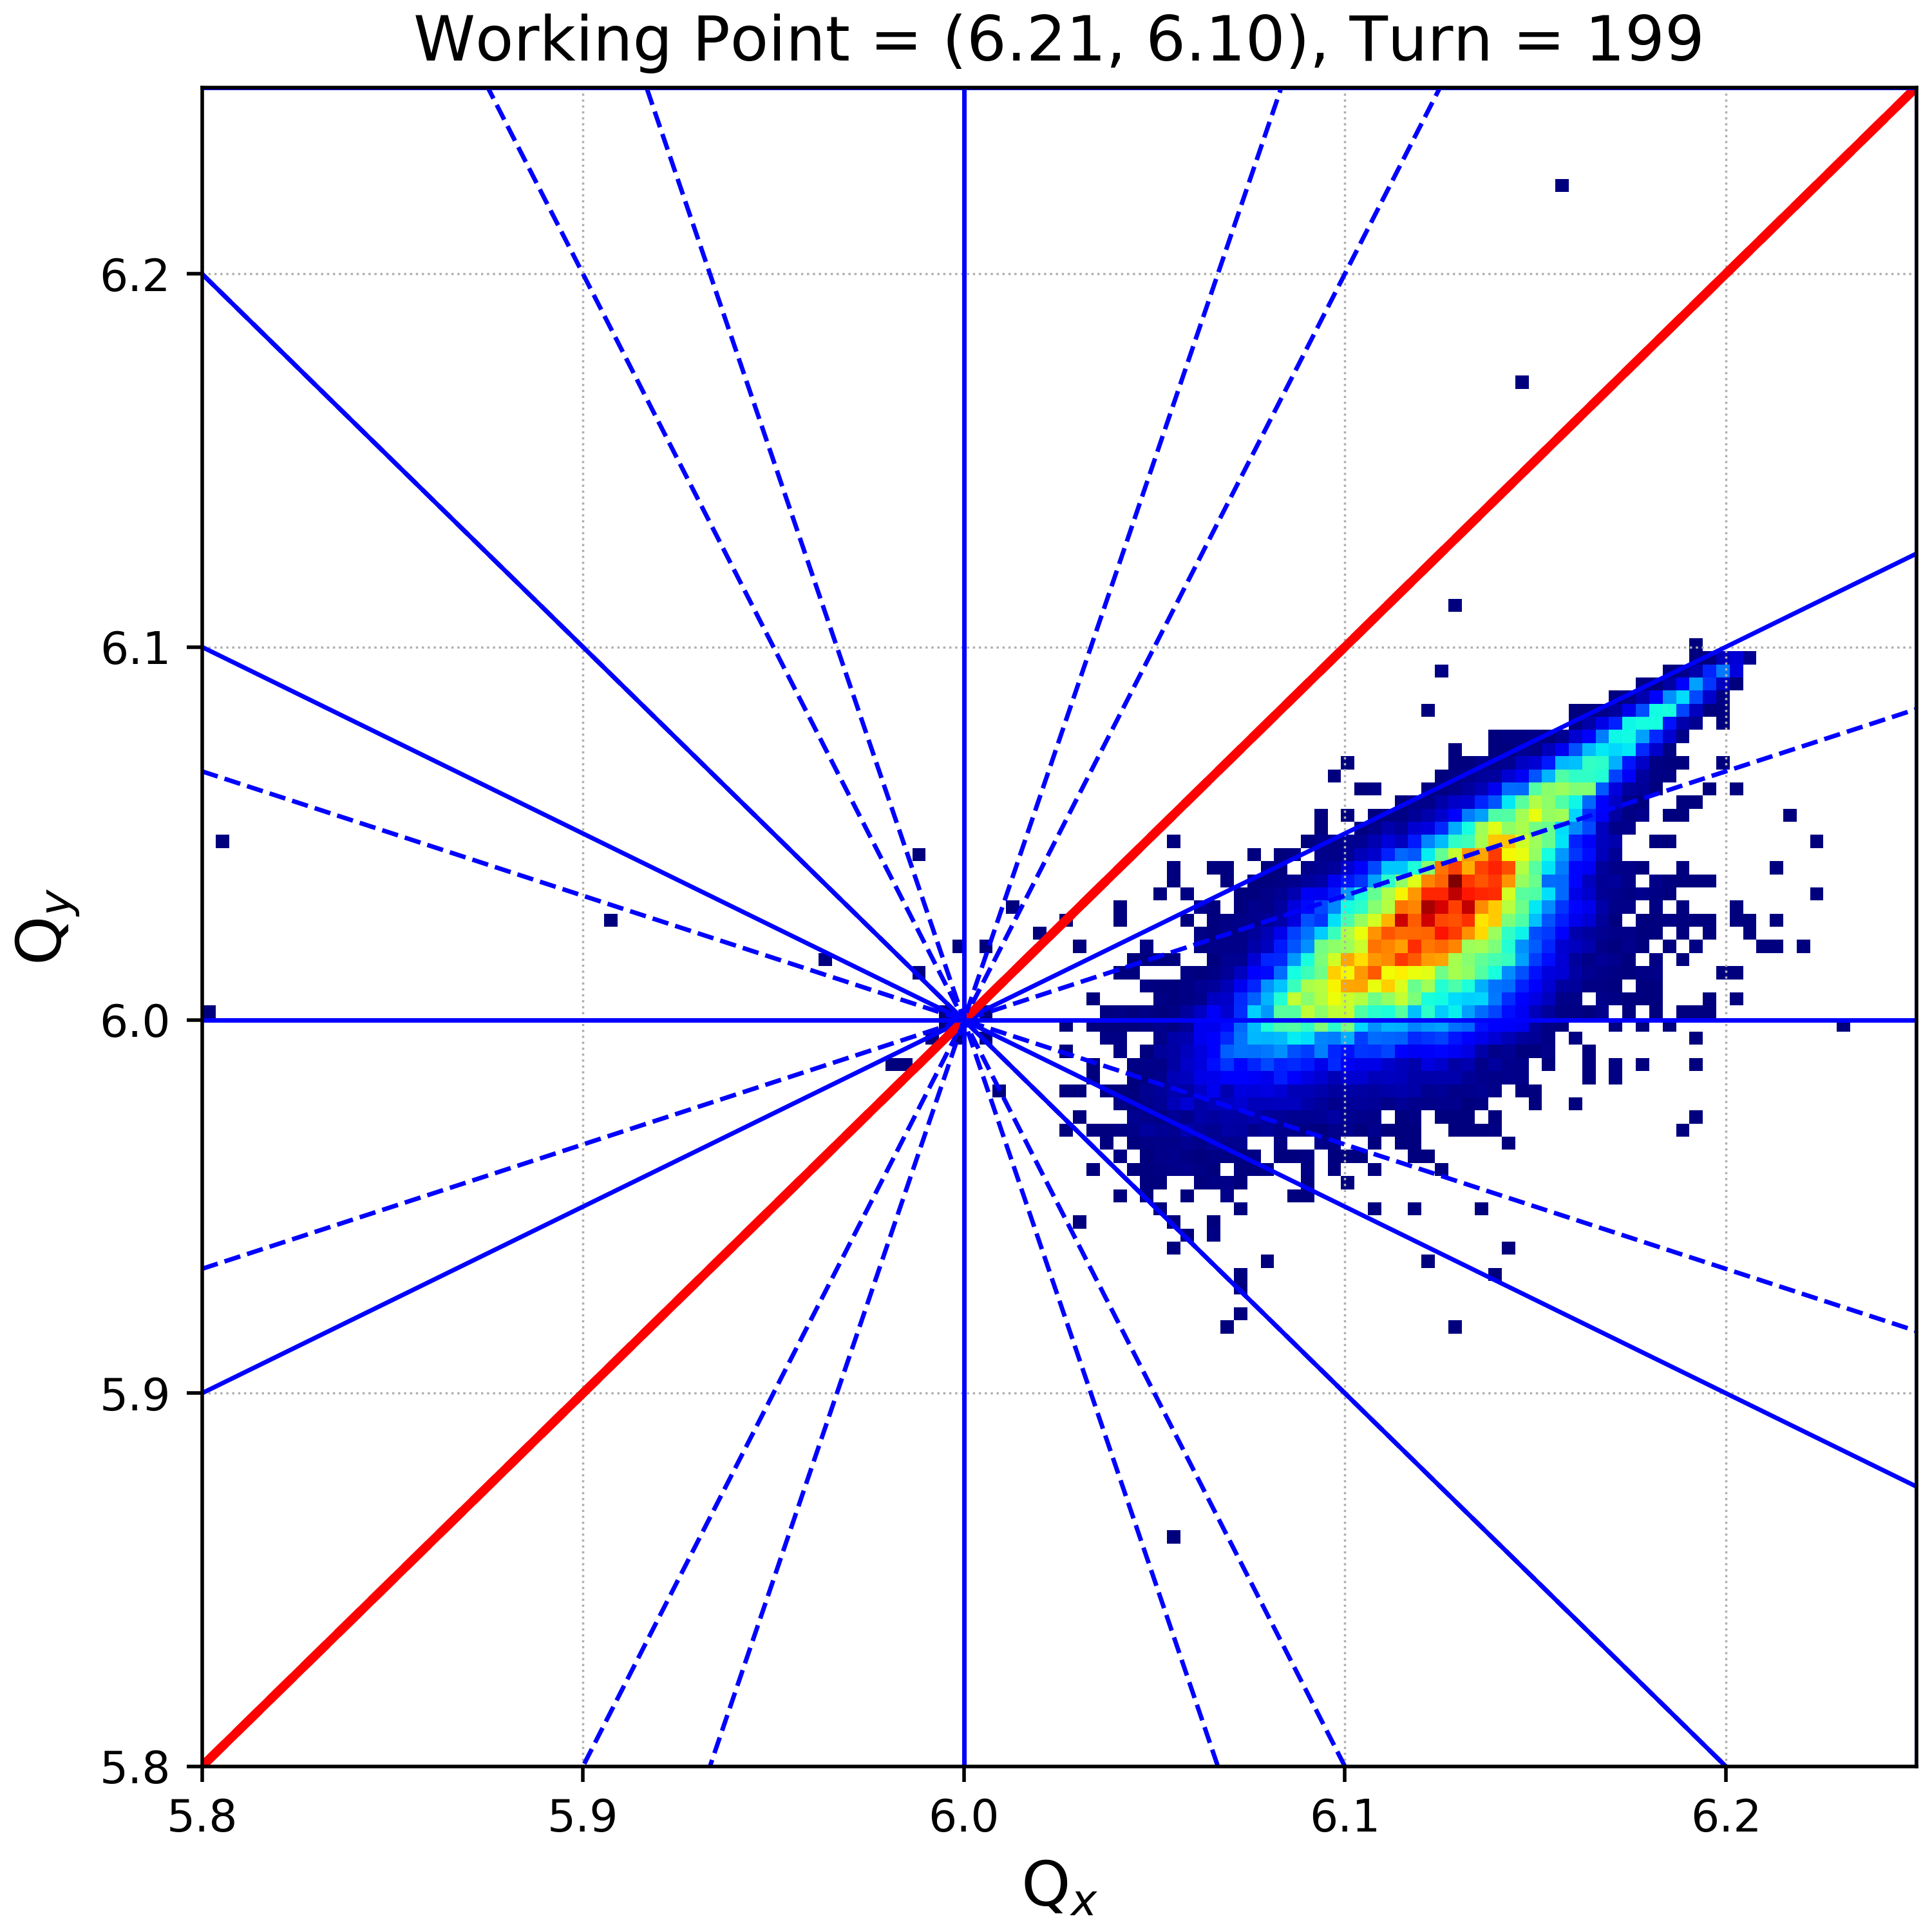 Working Point = (6.21, 6.10), Turn = 199
6.2
6.1
6.0
5.9
5.8
Qy
5.8 5.9 6.0 6.1 6.2
Qx